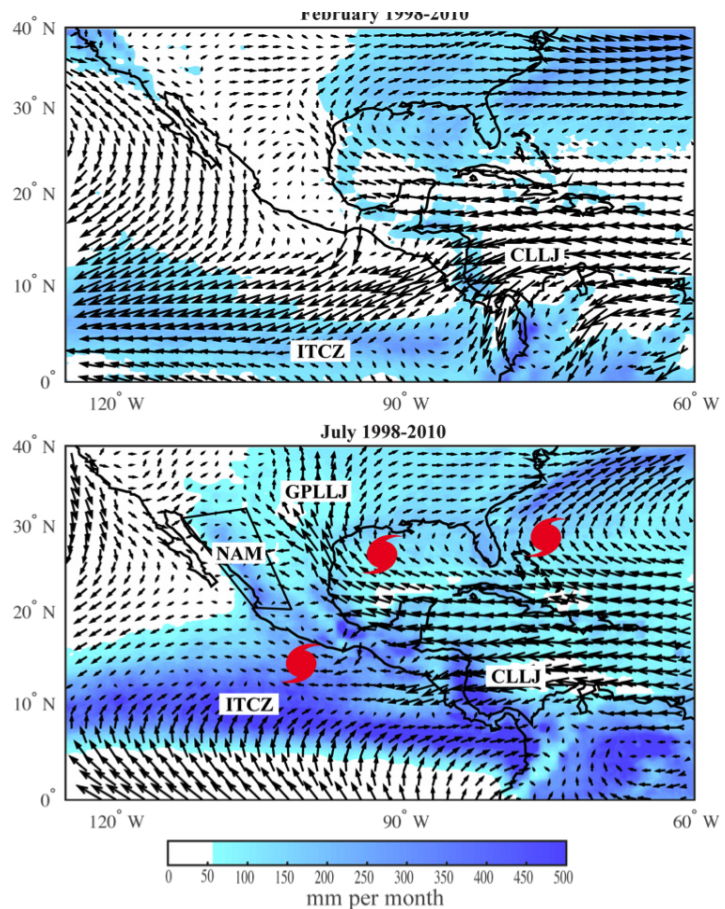 February 1998-2010
40° N
30° N
20° N
10° N
0°
CLLJ
ITCZ
120° W
90° W
60° W
July 1998-2010
40° N
30° N
20° N
10° N
0°
GPLLJ
NAM
CLLJ
ITCZ
120° W
90° W
60° W
0 50 100 150 200 250 300 350 400 450 500
mm per month